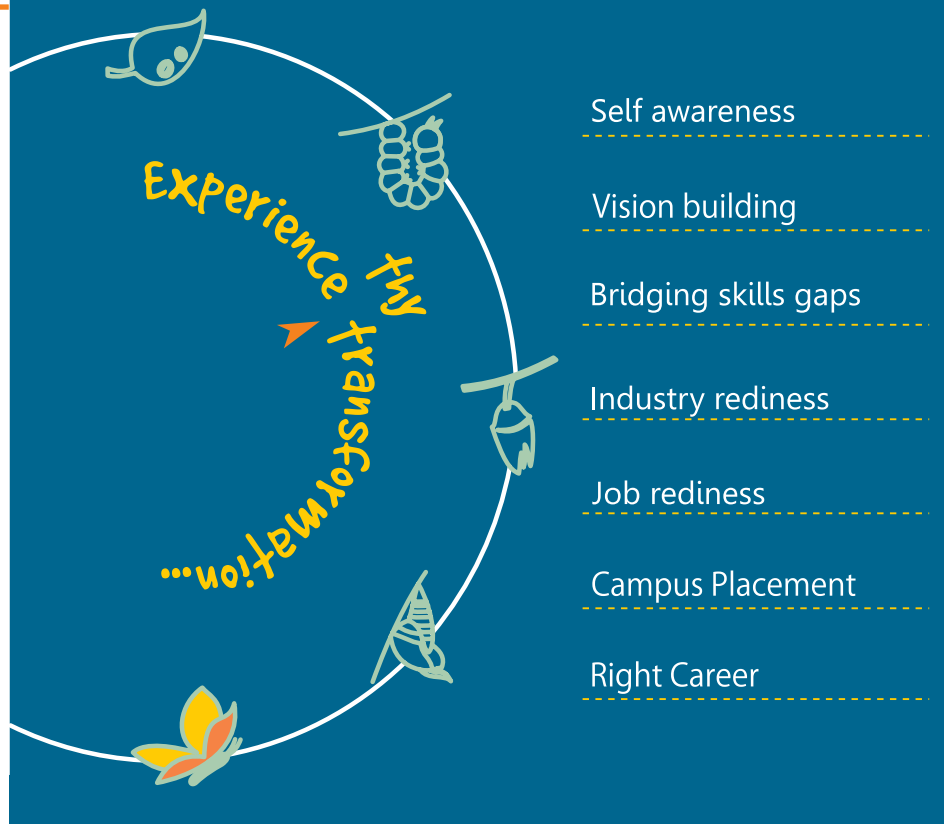 Experience thy
transformation...
Self awareness
Vision building
Bridging skills gaps
Industry rediness
Job rediness
Campus Placement
Right Career